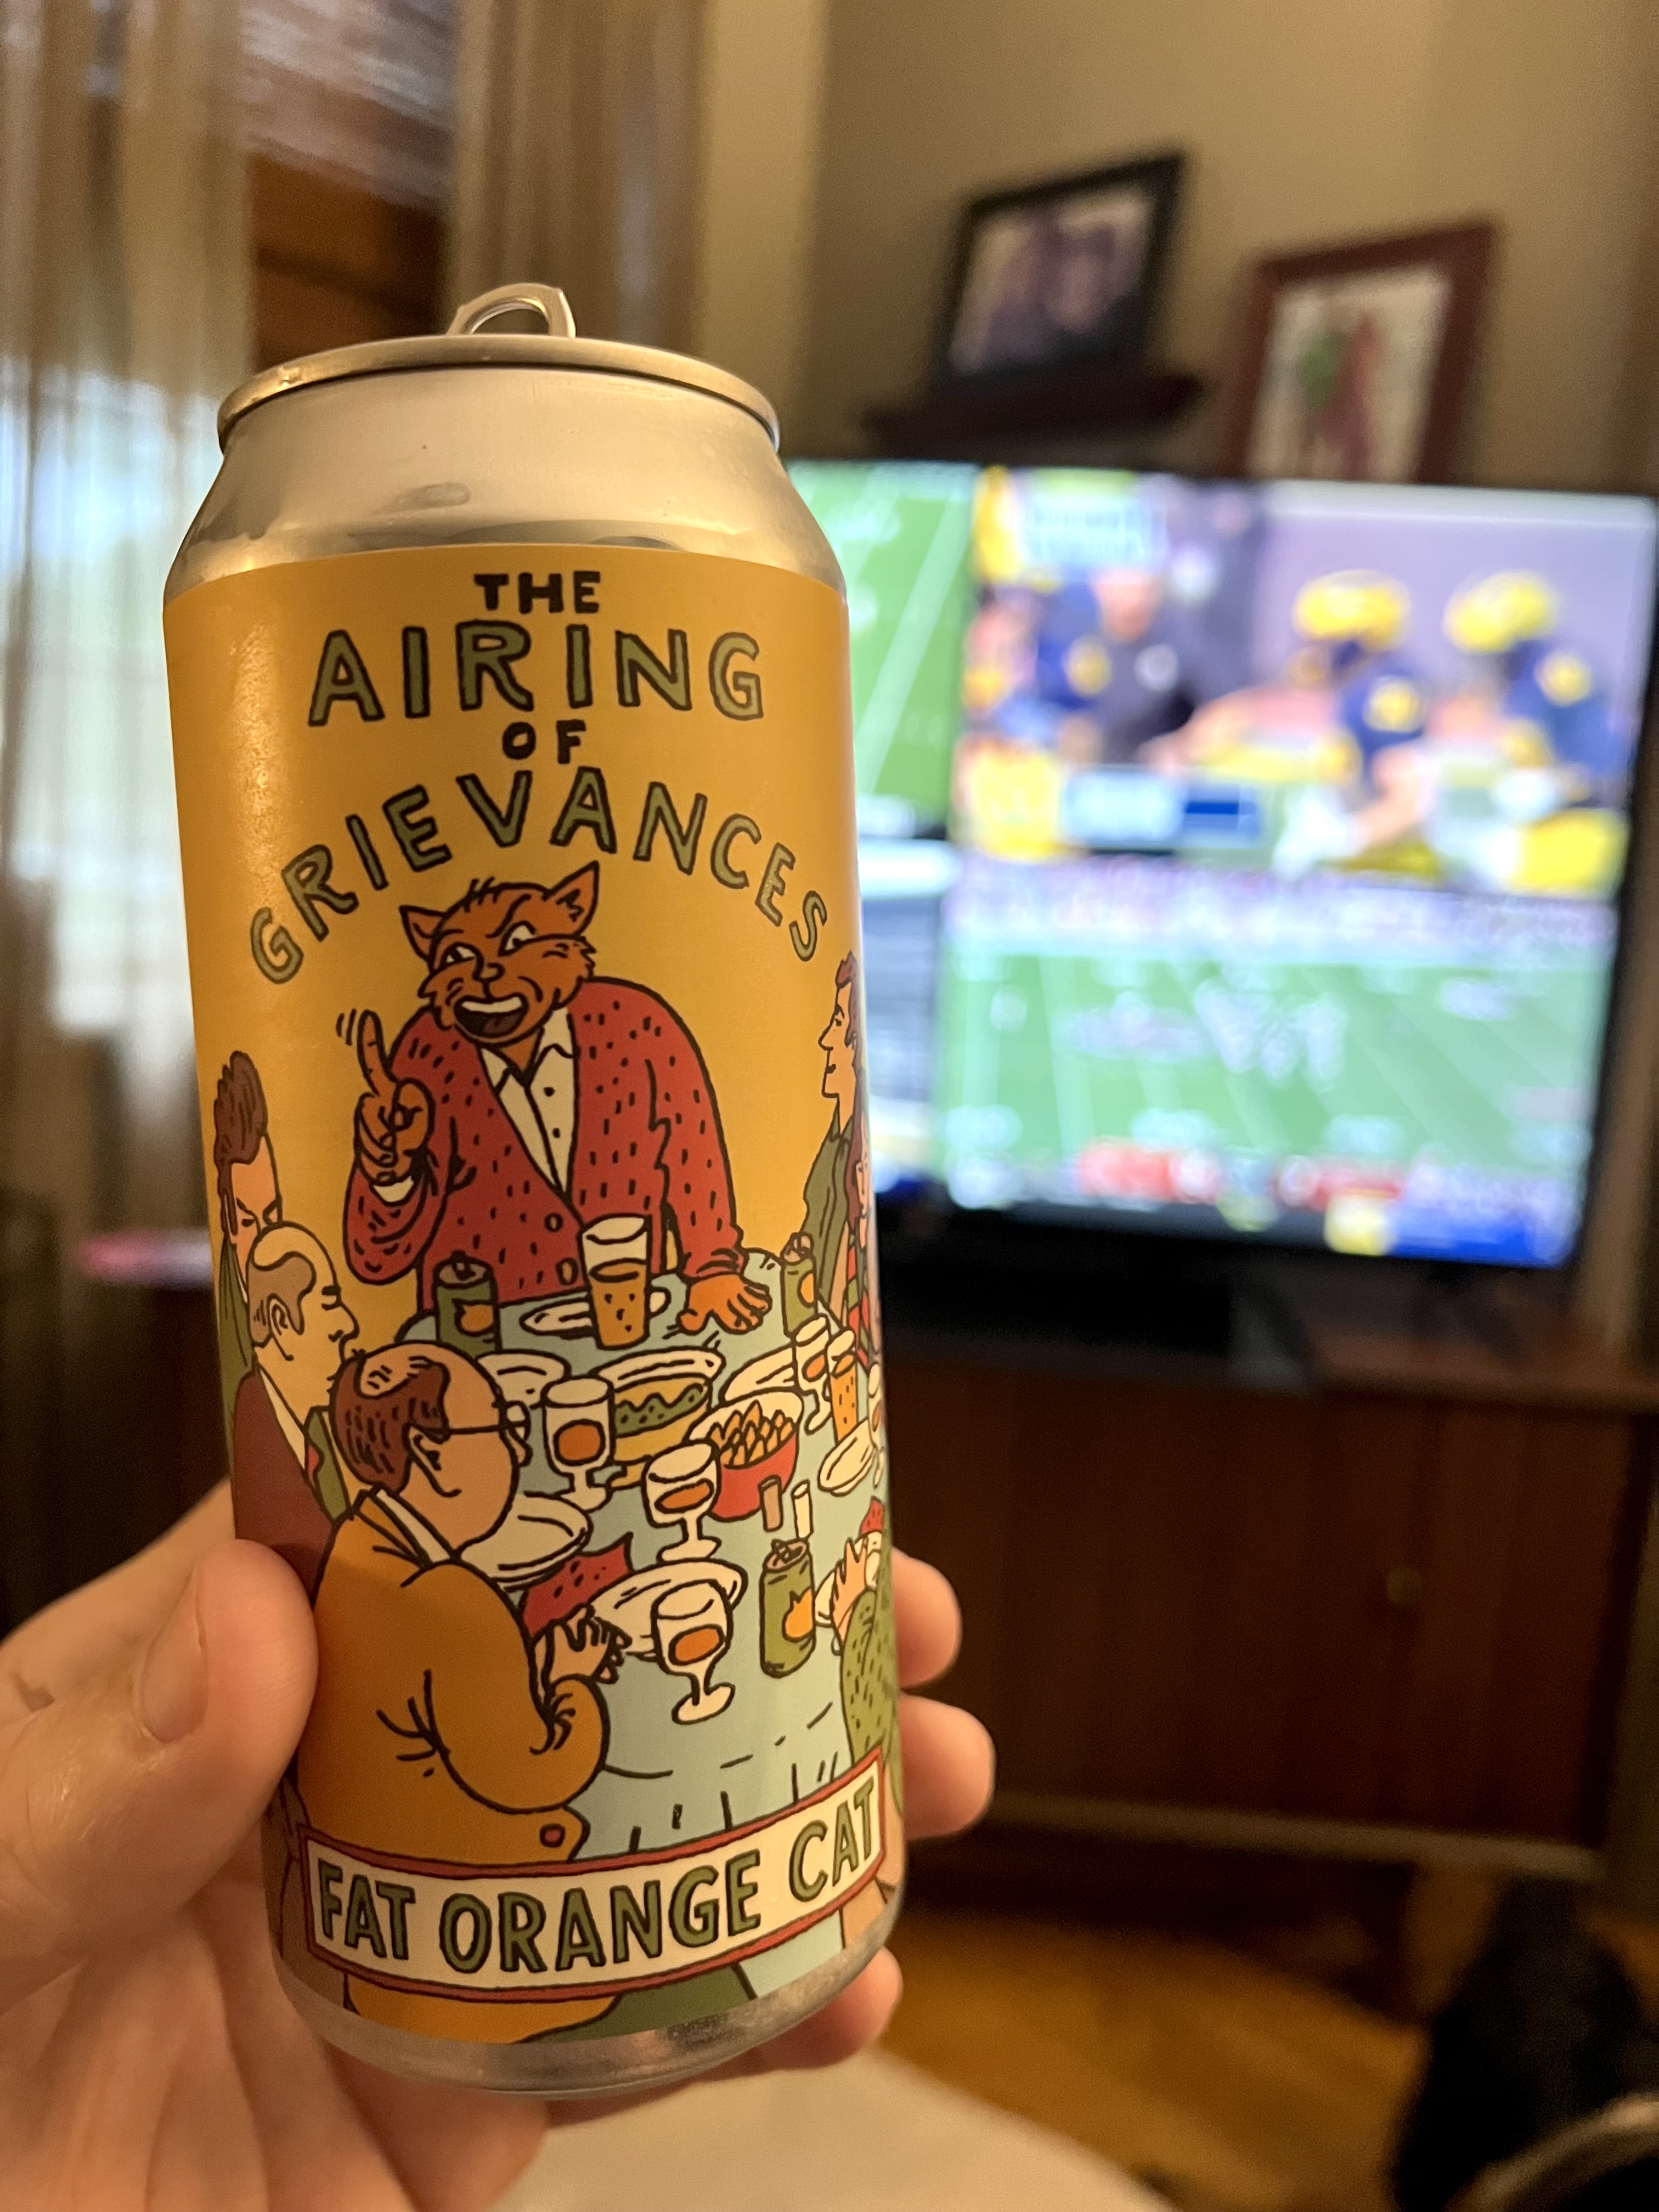 THE
AIRING
OF
GRIEVANCES
FAT ORANGE CAT